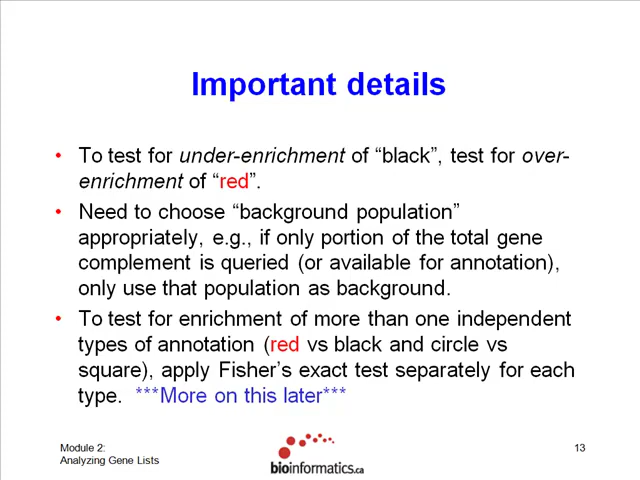 Important details
• To test for under-enrichment of “black”, test for over-
enrichment of “red”.
• Need to choose “background population”
appropriately, e.g., if only portion of the total gene
complement is queried (or available for annotation),
only use that population as background.
• To test for enrichment of more than one independent
types of annotation (red vs black and circle vs
square), apply Fisher’s exact test separately for each
type. ***More on this later***
Module 2:
Analyzing Gene Lists
bioinformatics.ca
13